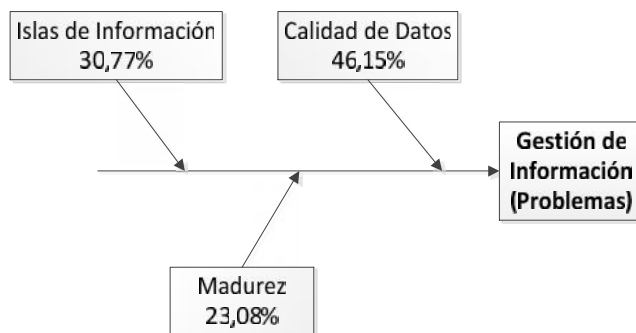 Islas de Información
30,77%
Calidad de Datos
46,15%
Gestión de
Información
(Problemas)
Madurez
23,08%